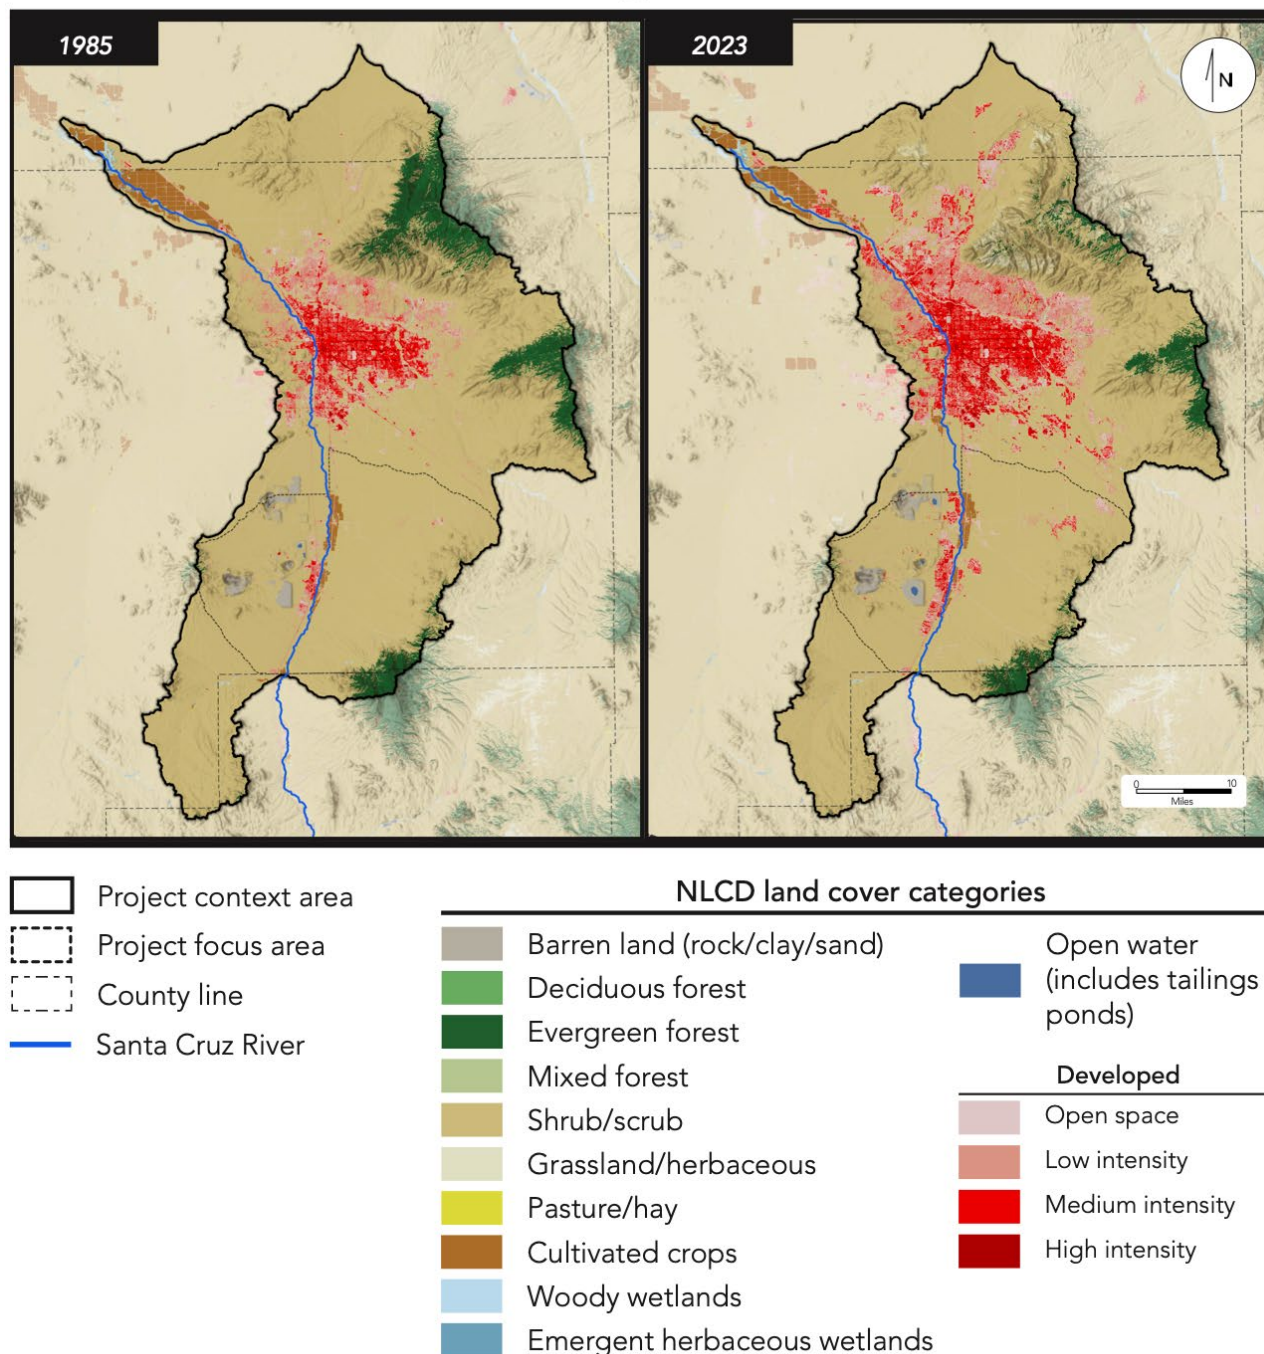 1985
2023
N
0 10
Miles
Project context area
Project focus area
County line
Santa Cruz River
NLCD land cover categories
Barren land (rock/clay/sand)
Deciduous forest
Evergreen forest
Mixed forest
Shrub/scrub
Grassland/herbaceous
Pasture/hay
Cultivated crops
Woody wetlands
Emergent herbaceous wetlands
Open water
(includes tailings
ponds)
Developed
Open space
Low intensity
Medium intensity
High intensity